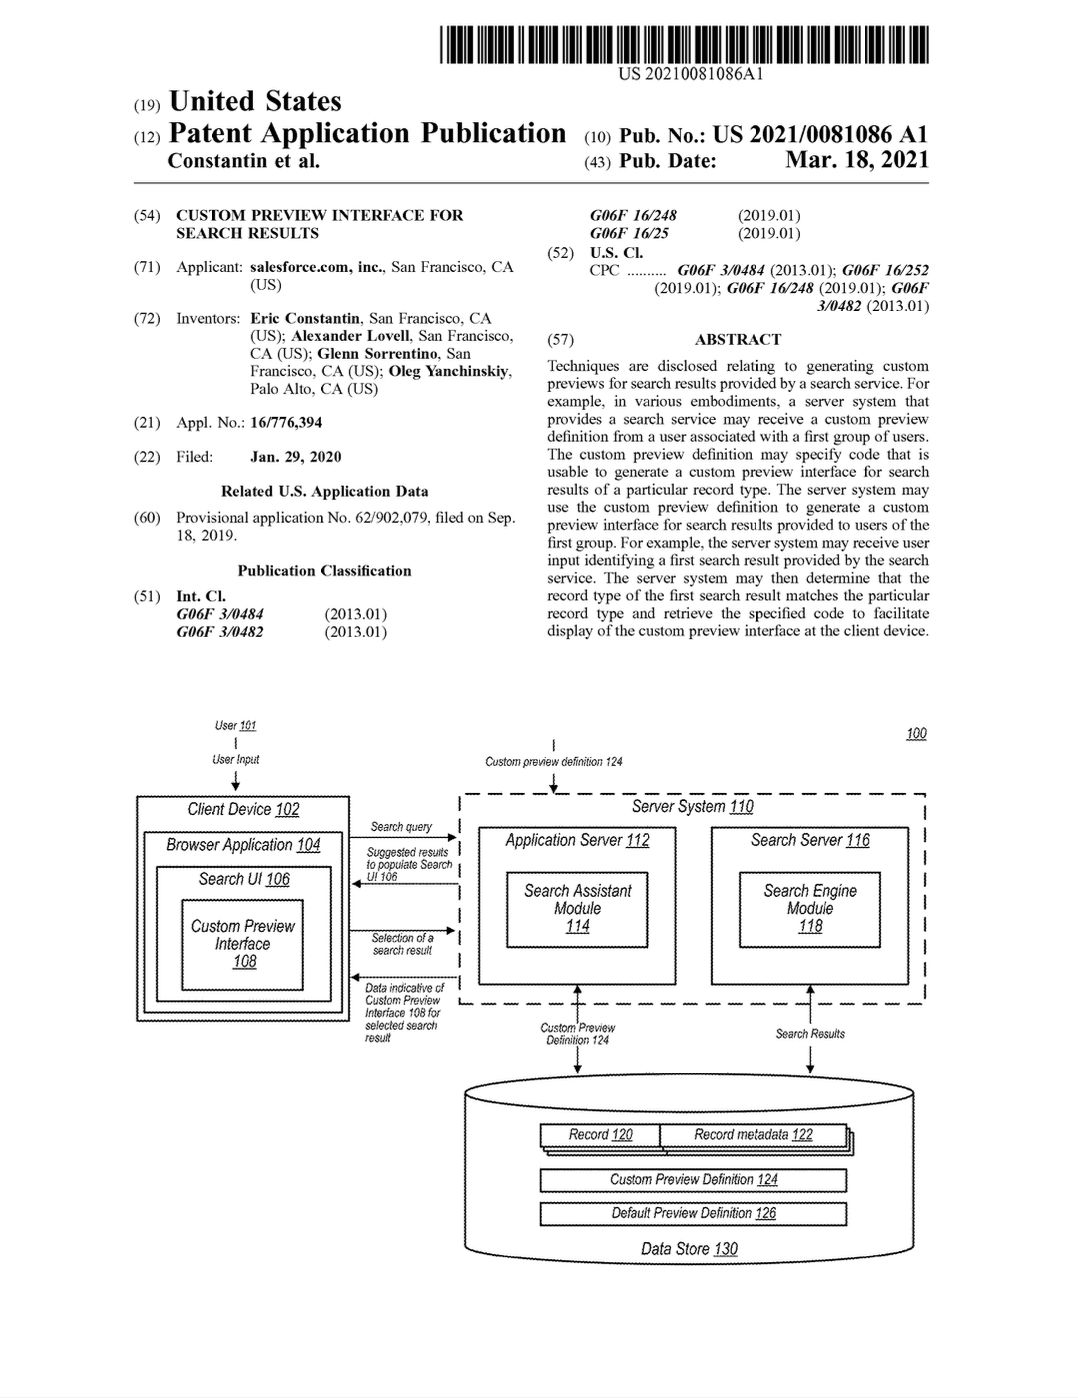 US 20210081086A1
(19) United States
(12) Patent Application Publication
Constantin et al.
(10) Pub. No.: US 2021/0081086 A1
(43) Pub. Date: Mar. 18, 2021
(54) CUSTOM PREVIEW INTERFACE FOR
SEARCH RESULTS
(71) Applicant: salesforce.com, inc., San Francisco, CA
(US)
(72) Inventors: Eric Constantin, San Francisco, CA
(US); Alexander Lovell, San Francisco,
CA (US); Glenn Sorrentino, San
Francisco, CA (US); Oleg Yanchinskiy,
Palo Alto, CA (US)
(21) Appl. No.: 16/776,394
(22) Filed: Jan. 29, 2020
Related U.S. Application Data
(60) Provisional application No. 62/902,079, filed on Sep.
18, 2019.
Publication Classification
(51) Int. Cl.
G06F 3/0484 (2013.01)
G06F 3/0482 (2013.01)
G06F 16/248 (2019.01)
G06F 16/25 (2019.01)
(52) U.S. Cl.
CPC .......... G06F 3/0484 (2013.01); G06F 16/252
(2019.01); G06F 16/248 (2019.01); G06F
3/0482 (2013.01)
(57) ABSTRACT
Techniques are disclosed relating to generating custom
previews for search results provided by a search service. For
example, in various embodiments, a server system that
provides a search service may receive a custom preview
definition from a user associated with a first group of users.
The custom preview definition may specify code that is
usable to generate a custom preview interface for search
results of a particular record type. The server system may
use the custom preview definition to generate a custom
preview interface for search results provided to users of the
first group. For example, the server system may receive user
input identifying a first search result provided by the search
service. The server system may then determine that the
record type of the first search result matches the particular
record type and retrieve the specified code to facilitate
display of the custom preview interface at the client device.
User 101
User Input
100
Custom preview definition 124
Client Device 102
Browser Application 104
Search UI 106
Custom Preview
Interface
108
Search query
Suggested results
to populate Search
UI 106
Selection of a
search result
Data indicative of
Custom Preview
Interface 108 for
selected search
result
Server System 110
Application Server 112
Search Assistant
Module
114
Search Server 116
Search Engine
Module
118
Custom Preview
Definition 124
Search Results
Record 120
Record metadata 122
Custom Preview Definition 124
Default Preview Definition 126
Data Store 130